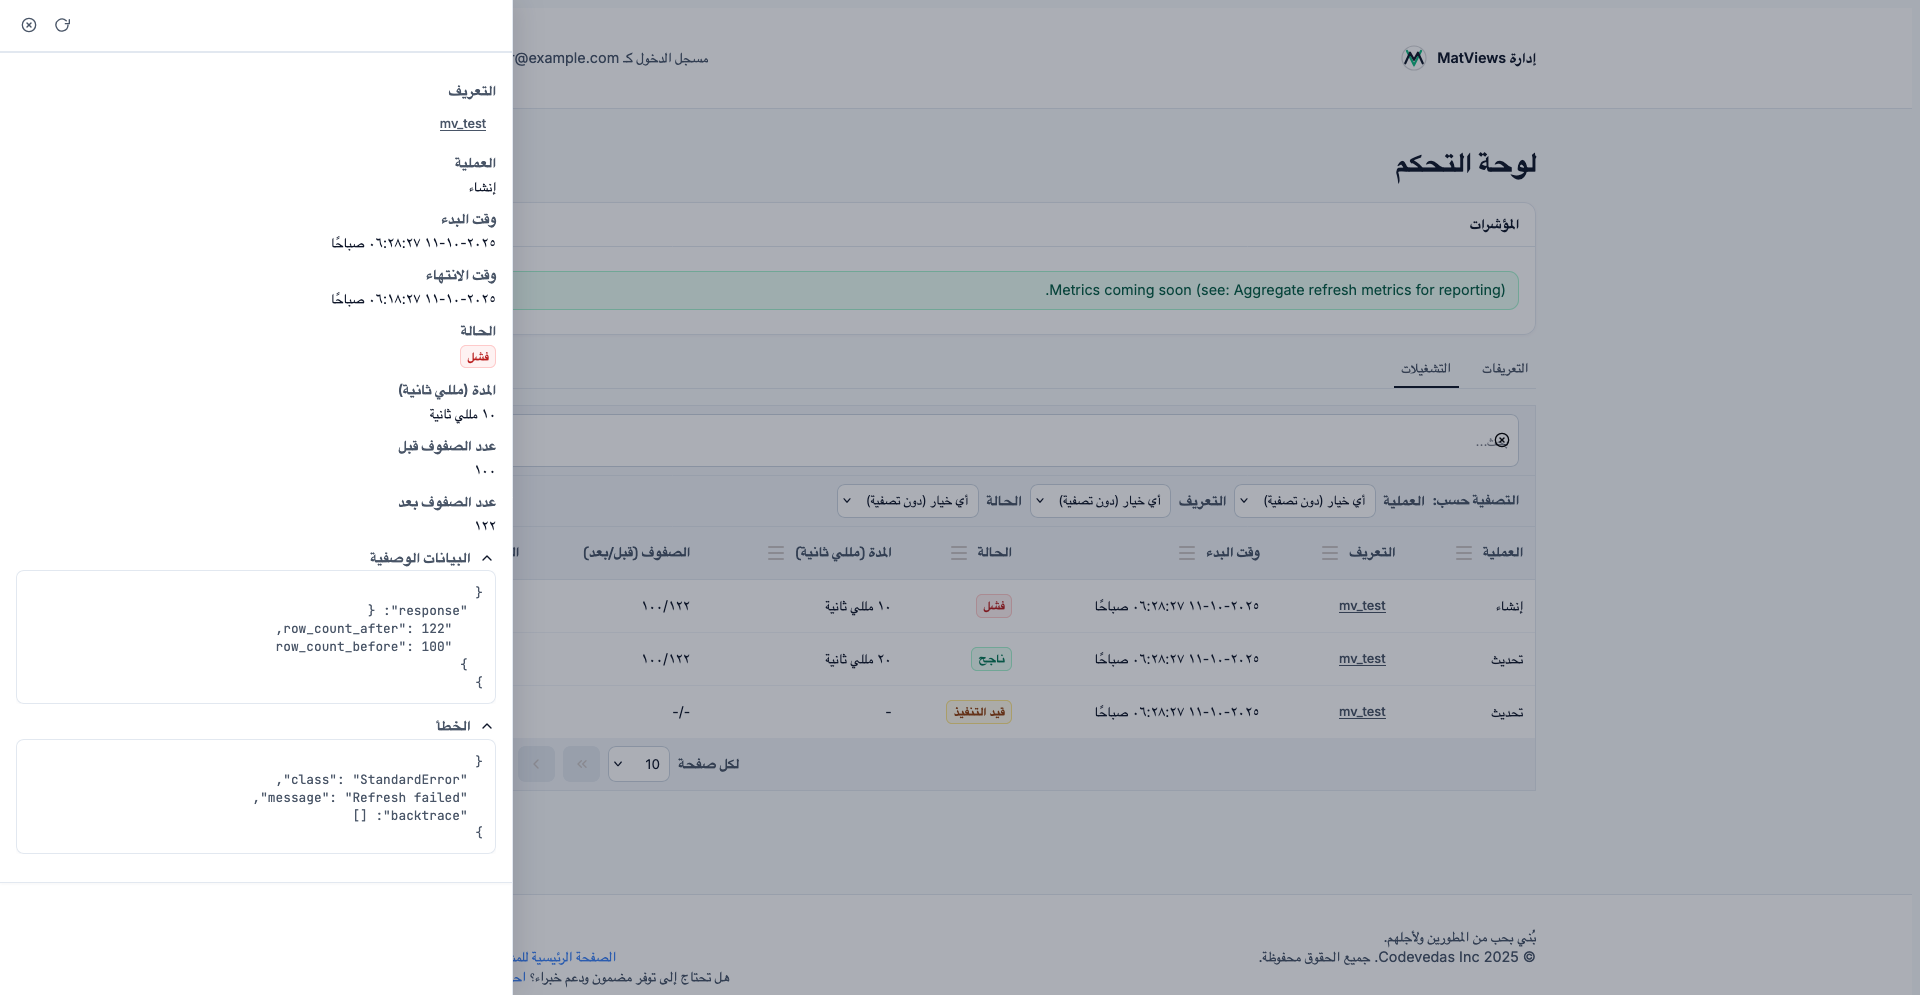 التعريف
mv_test
العملية
إنشاء
وقت البدء
٢٠٢٥-١٠-١١ ٠٦:٢٨:٢٧ صباحًا
وقت الانتهاء
٢٠٢٥-١٠-١١ ٠٦:١٨:٢٧ صباحًا
الحالة
فشل
المدة (مللي ثانية)
١٠ مللي ثانية
عدد الصفوف قبل
١٠٠
عدد الصفوف بعد
١٢٢
البيانات الوصفية
{
"response": {
"row_count_after": 122,
"row_count_before": 100
}
}
الخطأ
{
"class": "StandardError",
"message": "Refresh failed",
"backtrace": []
}
إدارة MatViews
مسجل الدخول كـ r@example.com
لوحة التحكم
المؤشرات
Metrics coming soon (see: Aggregate refresh metrics for reporting).
التعريفات
التشغيلات
التصفية حسب: العملية أي خيار (دون تصفية) التعريف أي خيار (دون تصفية) الحالة أي خيار (دون تصفية)
العملية التعريف وقت البدء الحالة المدة (مللي ثانية) الصفوف (قبل/بعد)
إنشاء mv_test ٢٠٢٥-١٠-١١ ٠٦:٢٨:٢٧ صباحًا فشل ١٠ مللي ثانية ١٠٠/١٢٢
تحديث mv_test ٢٠٢٥-١٠-١١ ٠٦:٢٨:٢٧ صباحًا ناجح ٢٠ مللي ثانية ١٠٠/١٢٢
تحديث mv_test ٢٠٢٥-١٠-١١ ٠٦:٢٨:٢٧ صباحًا قيد التنفيذ - -/-
لكل صفحة 10 « ‹
بُني بحب من المطورين ولأجلهم.
© 2025 Codevedas Inc. جميع الحقوق محفوظة.
الصفحة الرئيسية
هل تحتاج إلى توفر مضمون ودعم خبراء؟